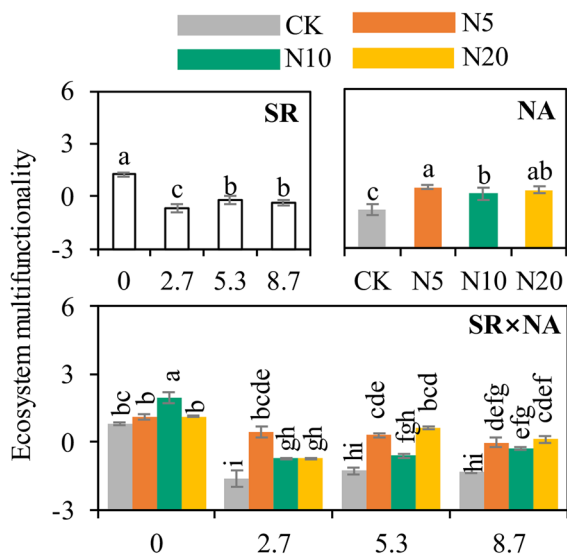 CK N5
N10 N20
Ecosystem multifunctionality
6 SR
3
0
-3
a c b b
0 2.7 5.3 8.7
NA
c a b ab
CK N5 N10 N20
6 SR×NA
3
0
-3
bc b a b
i bcde gh gh
hi cde fgh bcd
hi defg efg cdef
0 2.7 5.3 8.7